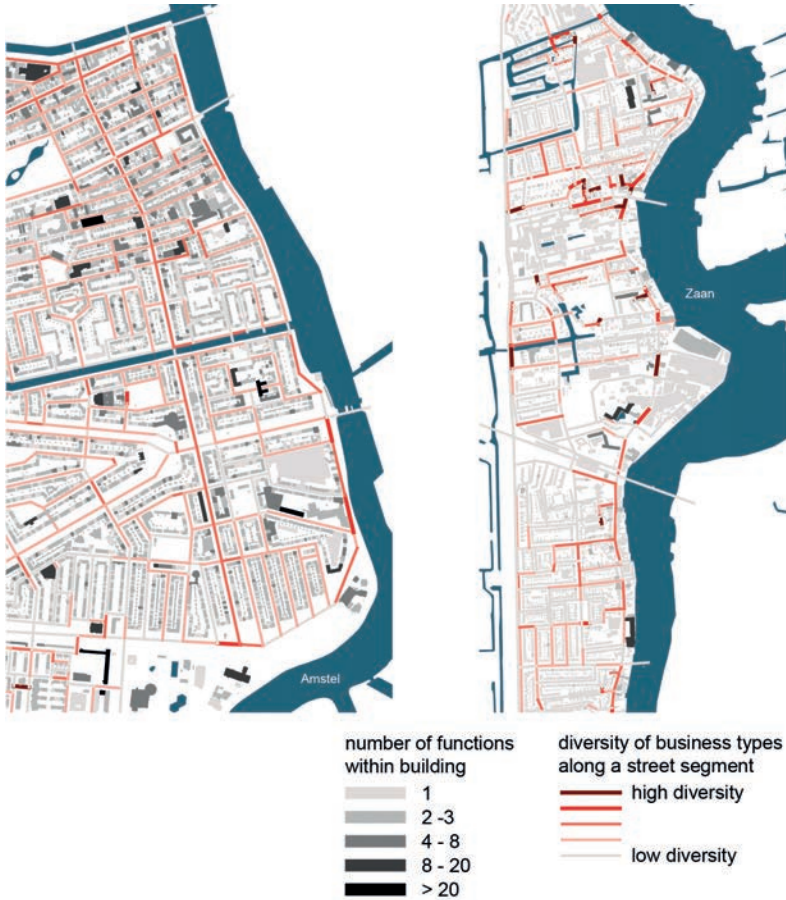 Zaan
Amstel
number of functions
within building
1
2 -3
4 - 8
8 - 20
> 20
diversity of business types
along a street segment
high diversity
low diversity